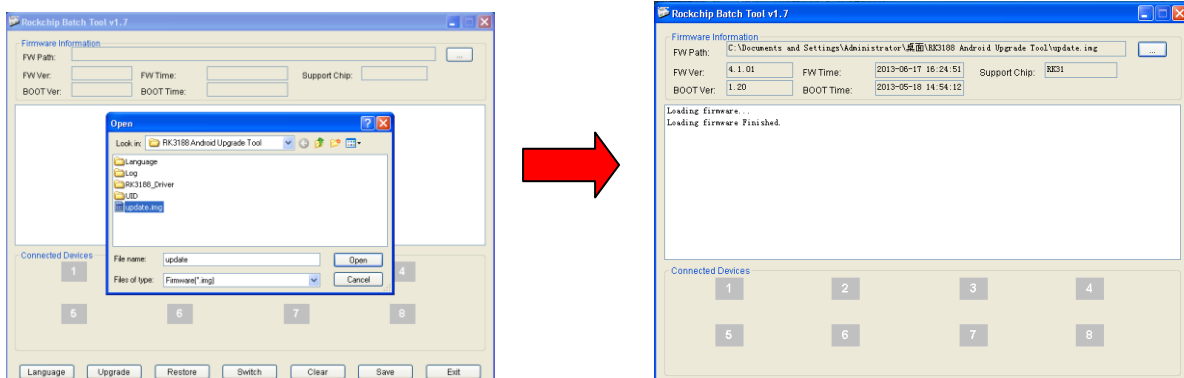 Rockchip Batch Tool v1.7
Firmware Information
FW Path:
...
FW Ver:
FW Time:
Support Chip:
BOOT Ver:
BOOT Time:
Open
Look in:
RK3188 Android Upgrade Tool
Language
Log
RK3188_Driver
UID
update.img
File name:
update
Open
Files of type:
Firmware(*.img)
Cancel
Connected Devices
1
4
5
6
7
8
Language
Upgrade
Restore
Switch
Clear
Save
Exit
Rockchip Batch Tool v1.7
Firmware Information
FW Path:
C:\Documents and Settings\Administrator\桌面\RK3188 Android Upgrade Tool\update.img
...
FW Ver:
4.1.01
FW Time:
2013-06-17 16:24:51
Support Chip:
RK31
BOOT Ver:
1.20
BOOT Time:
2013-05-18 14:54:12
Loading firmware...
Loading firmware Finished.
Connected Devices
1
2
3
4
5
6
7
8